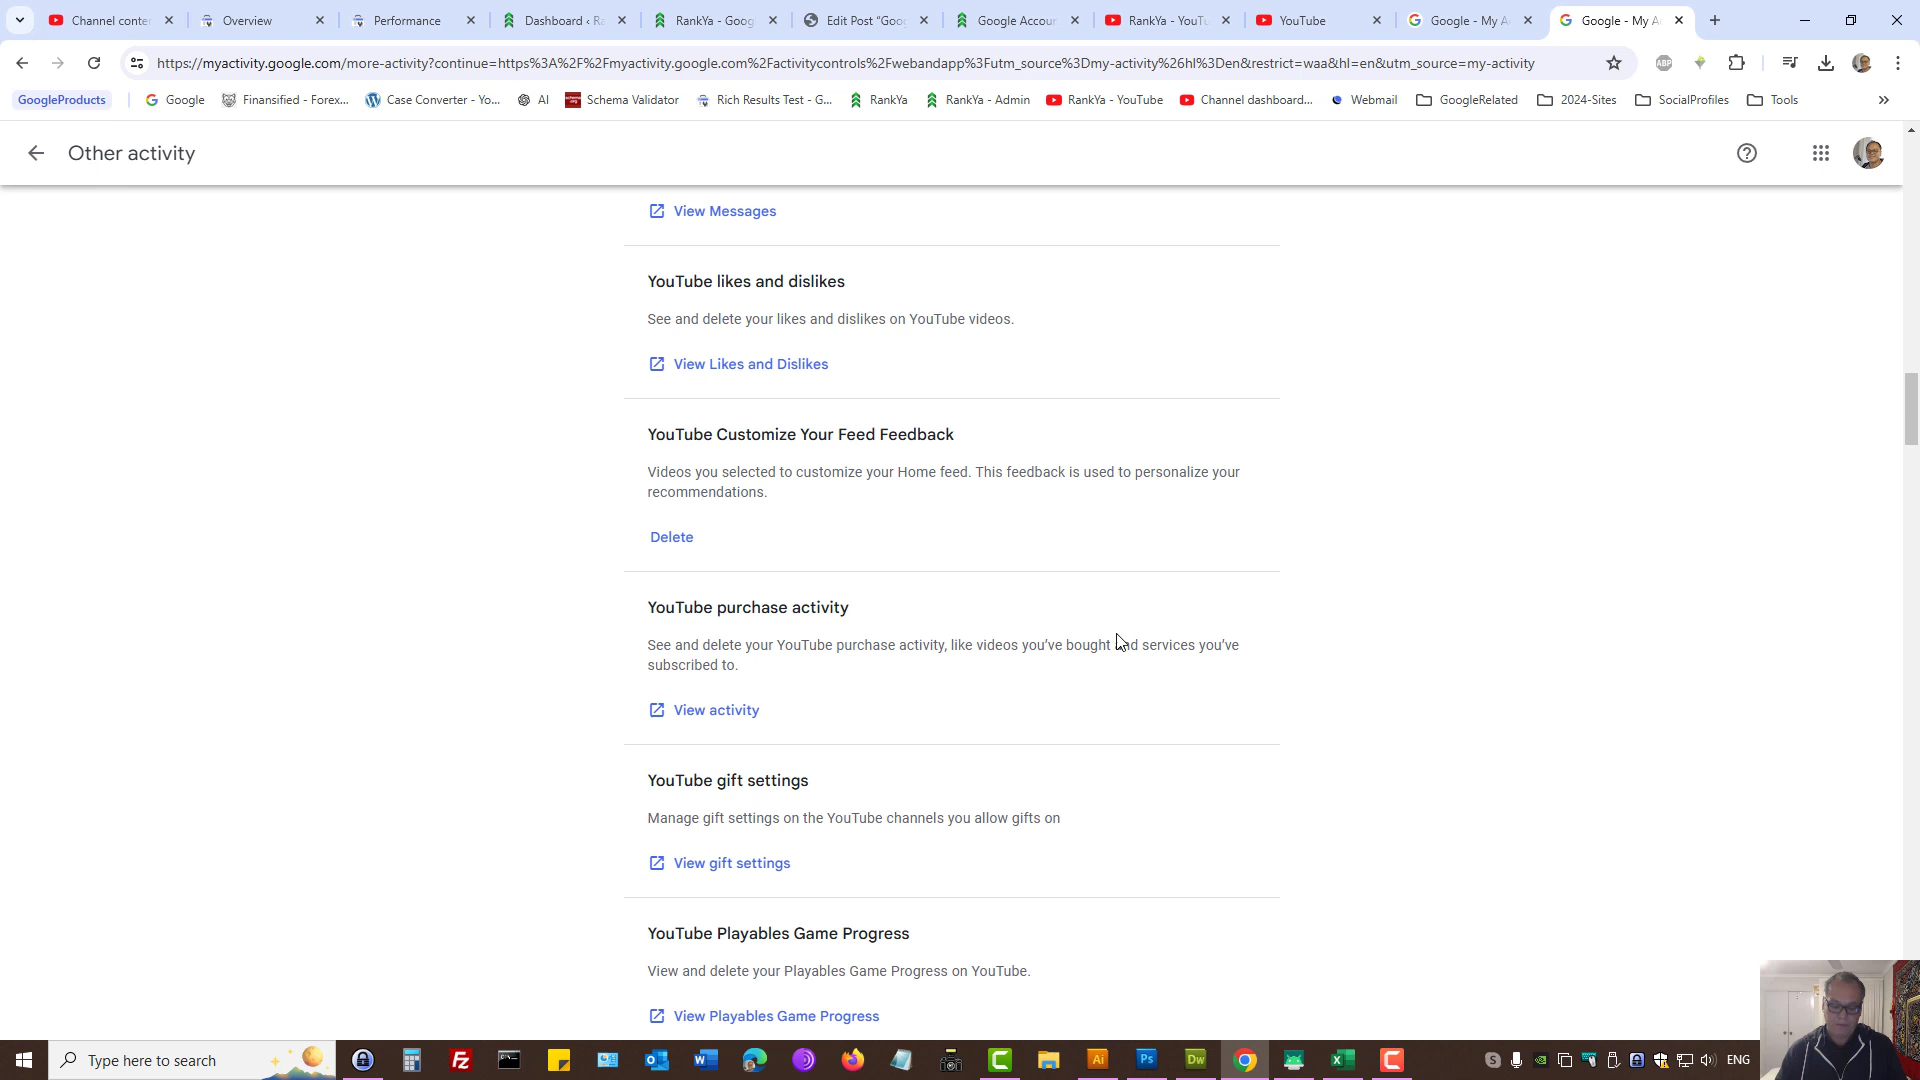 Channel conte
Overview
Performance
Dashboard ‹ Ra
RankYa - Goog
Edit Post “Goog
Google Accoun
RankYa - YouTu
YouTube
Google - My A
Google - My A
https://myactivity.google.com/more-activity?continue=https%3A%2F%2Fmyactivity.google.com%2Factivitycontrols%2Fwebandapp%3Futm_source%3Dmy-activity%26hl%3Den&restrict=waa&hl=en&utm_source=my-activity
ABP
GoogleProducts
Google
Finansified - Forex...
Case Converter - Yo...
AI
Schema Validator
Rich Results Test - G...
RankYa
RankYa - Admin
RankYa - YouTube
Channel dashboard...
Webmail
GoogleRelated
2024-Sites
SocialProfiles
Tools
Other activity
View Messages
YouTube likes and dislikes
See and delete your likes and dislikes on YouTube videos.
View Likes and Dislikes
YouTube Customize Your Feed Feedback
Videos you selected to customize your Home feed. This feedback is used to personalize your
recommendations.
Delete
YouTube purchase activity
See and delete your YouTube purchase activity, like videos you’ve bought and services you’ve
subscribed to.
View activity
YouTube gift settings
Manage gift settings on the YouTube channels you allow gifts on
View gift settings
YouTube Playables Game Progress
View and delete your Playables Game Progress on YouTube.
View Playables Game Progress
Type here to search
ENG